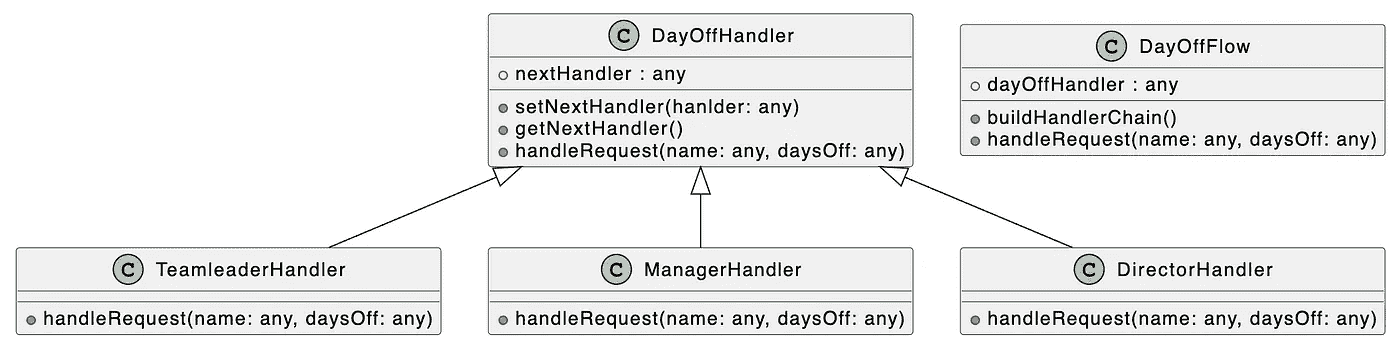 C DayOffHandler
nextHandler : any
setNextHandler(hanlder: any)
getNextHandler()
handleRequest(name: any, daysOff: any)
C DayOffFlow
dayOffHandler : any
buildHandlerChain()
handleRequest(name: any, daysOff: any)
C TeamleaderHandler
handleRequest(name: any, daysOff: any)
C ManagerHandler
handleRequest(name: any, daysOff: any)
C DirectorHandler
handleRequest(name: any, daysOff: any)